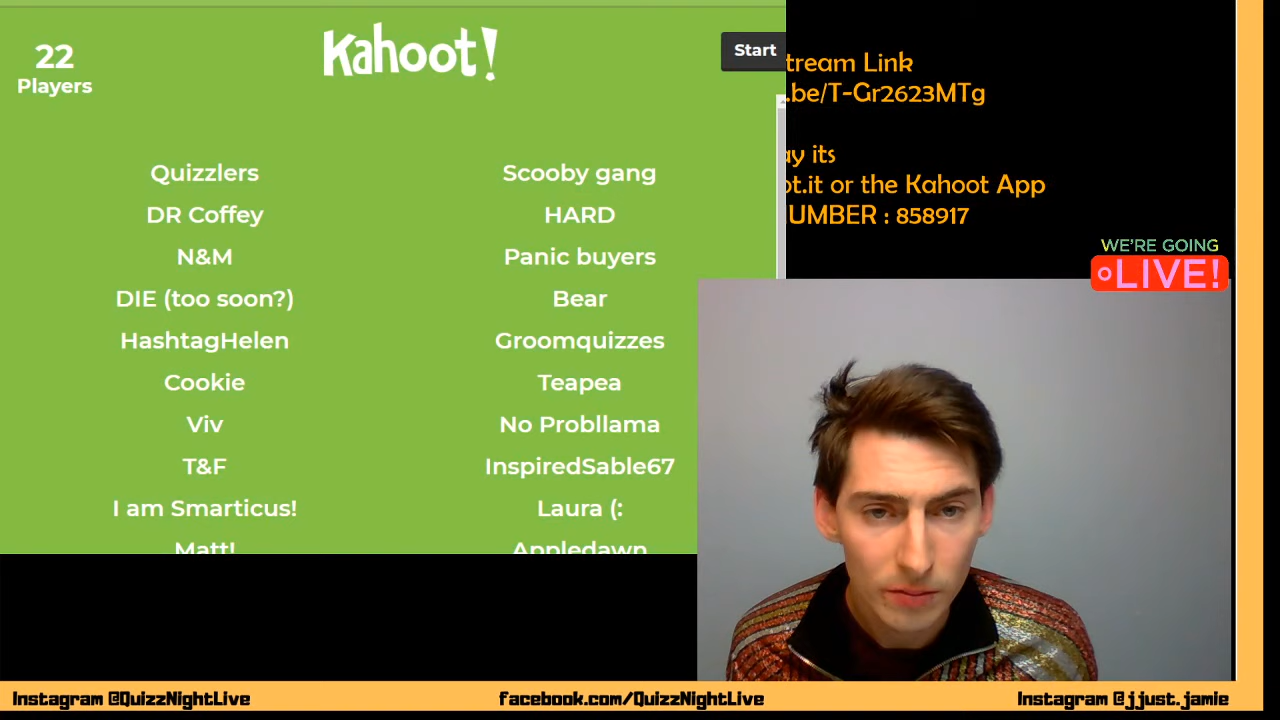 22
Players
Kahoot!
Start
Quizzlers
Scooby gang
DR Coffey
HARD
N&M
Panic buyers
DIE (too soon?)
Bear
HashtagHelen
Groomquizzes
Cookie
Teapea
Viv
No Probllama
T&F
InspiredSable67
I am Smarticus!
Laura (:
Matt!
Appledawn
tream Link
.be/T-Gr2623MTg
ay its
ot.it or the Kahoot App
UMBER : 858917
WE'RE GOING
LIVE!
Instagram @QuizzNightLive
facebook.com/QuizzNightLive
Instagram @jjust.jamie